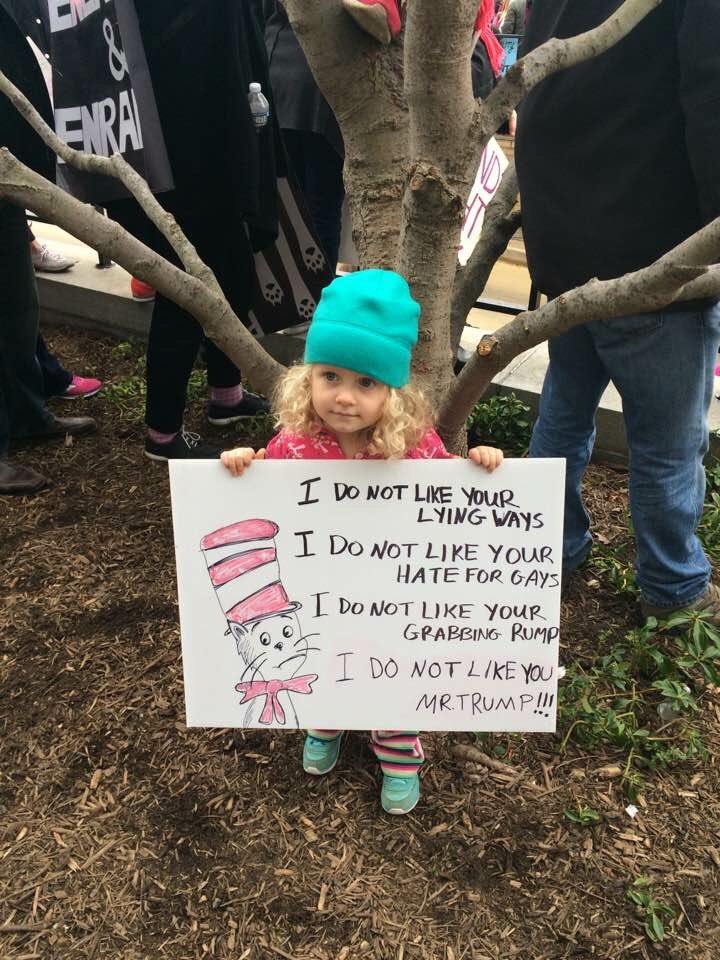 &
I DO NOT LIKE YOUR
LYING WAYS
I DO NOT LIKE YOUR
HATE FOR GAYS
I DO NOT LIKE YOUR
GRABBING RUMP
I DO NOT LIKE YOU
MR. TRUMP!!!